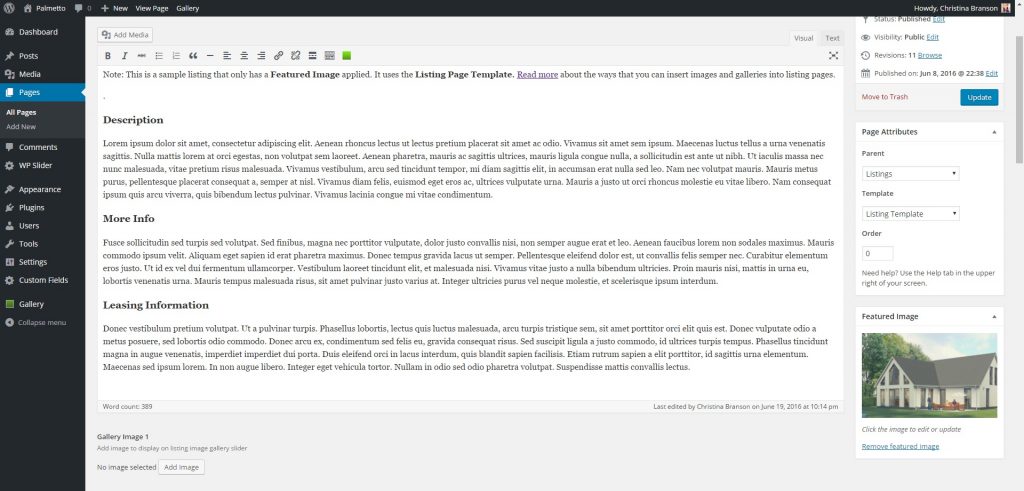 Palmetto 0 + New View Page Gallery Howdy, Christina Branson
Dashboard
Posts
Media
Pages
All Pages
Add New
Comments
WP Slider
Appearance
Plugins
Users
Tools
Settings
Custom Fields
Gallery
Collapse menu
Add Media
Visual Text
B I ABC
Note: This is a sample listing that only has a Featured Image applied. It uses the Listing Page Template. Read more about the ways that you can insert images and galleries into listing pages.
.
Description
Lorem ipsum dolor sit amet, consectetur adipiscing elit. Aenean rhoncus lectus ut lectus pretium placerat sit amet ac odio. Vivamus sit amet sem ipsum. Maecenas luctus tellus a urna venenatis
sagittis. Nulla mattis lorem at orci egestas, non volutpat sem laoreet. Aenean pharetra, mauris ac sagittis ultrices, mauris ligula congue nulla, a sollicitudin est ante ut nibh. Ut iaculis massa nec
nunc malesuada, vitae pretium risus malesuada. Vivamus vestibulum, arcu sed tincidunt tempor, mi diam sagittis elit, in accumsan erat nulla sed leo. Nam nec volutpat mauris. Mauris metus
purus, pellentesque placerat consequat a, semper at nisl. Vivamus diam felis, euismod eget eros ac, ultrices vulputate urna. Mauris a justo ut orci rhoncus molestie eu vitae libero. Nam consequat
ipsum quis arcu viverra, quis bibendum lectus pulvinar. Vivamus lacinia congue mi vitae condimentum.
More Info
Fusce sollicitudin sed turpis sed volutpat. Sed finibus, magna nec porttitor vulputate, dolor justo convallis nisi, non semper augue erat et leo. Aenean faucibus lorem non sodales maximus. Mauris
commodo ipsum velit. Aliquam eget sapien id erat pharetra maximus. Donec tempus gravida lacus ut semper. Pellentesque eleifend dolor est, ut convallis felis semper nec. Curabitur elementum
eros justo. Ut id ex vel dui fermentum ullamcorper. Vestibulum laoreet tincidunt elit, et malesuada nisi. Vivamus vitae justo a nulla bibendum ultricies. Proin mauris nisi, mattis in urna eu,
lobortis venenatis urna. Mauris tempus malesuada risus, sit amet pulvinar justo varius at. Integer ultricies purus vel neque molestie, et scelerisque ipsum interdum.
Leasing Information
Donec vestibulum pretium volutpat. Ut a pulvinar turpis. Phasellus lobortis, lectus quis luctus malesuada, arcu turpis tristique sem, sit amet porttitor orci elit quis est. Donec vulputate odio a
metus posuere, sed lobortis odio commodo. Donec arcu ex, condimentum sed felis eu, gravida consequat risus. Sed suscipit ligula a justo commodo, id ultrices turpis tempus. Phasellus tincidunt
magna in augue venenatis, imperdiet imperdiet dui porta. Duis eleifend orci in lacus interdum, quis blandit sapien facilisis. Etiam rutrum sapien a elit porttitor, id sagittis urna elementum.
Maecenas sed ipsum lorem. In non augue libero. Integer eget vehicula tortor. Nullam in odio sed odio pharetra volutpat. Suspendisse mattis convallis lectus.
Word count: 389 Last edited by Christina Branson on June 19, 2016 at 10:14 pm
Gallery Image 1
Add image to display on listing image gallery slider
No image selected Add Image
Status: Published Edit
Visibility: Public Edit
Revisions: 11 Browse
Published on: Jun 8, 2016 @ 22:38 Edit
Move to Trash Update
Page Attributes
Parent
Listings
Template
Listing Template
Order
0
Need help? Use the Help tab in the upper
right of your screen.
Featured Image
Click the image to edit or update
Remove featured image